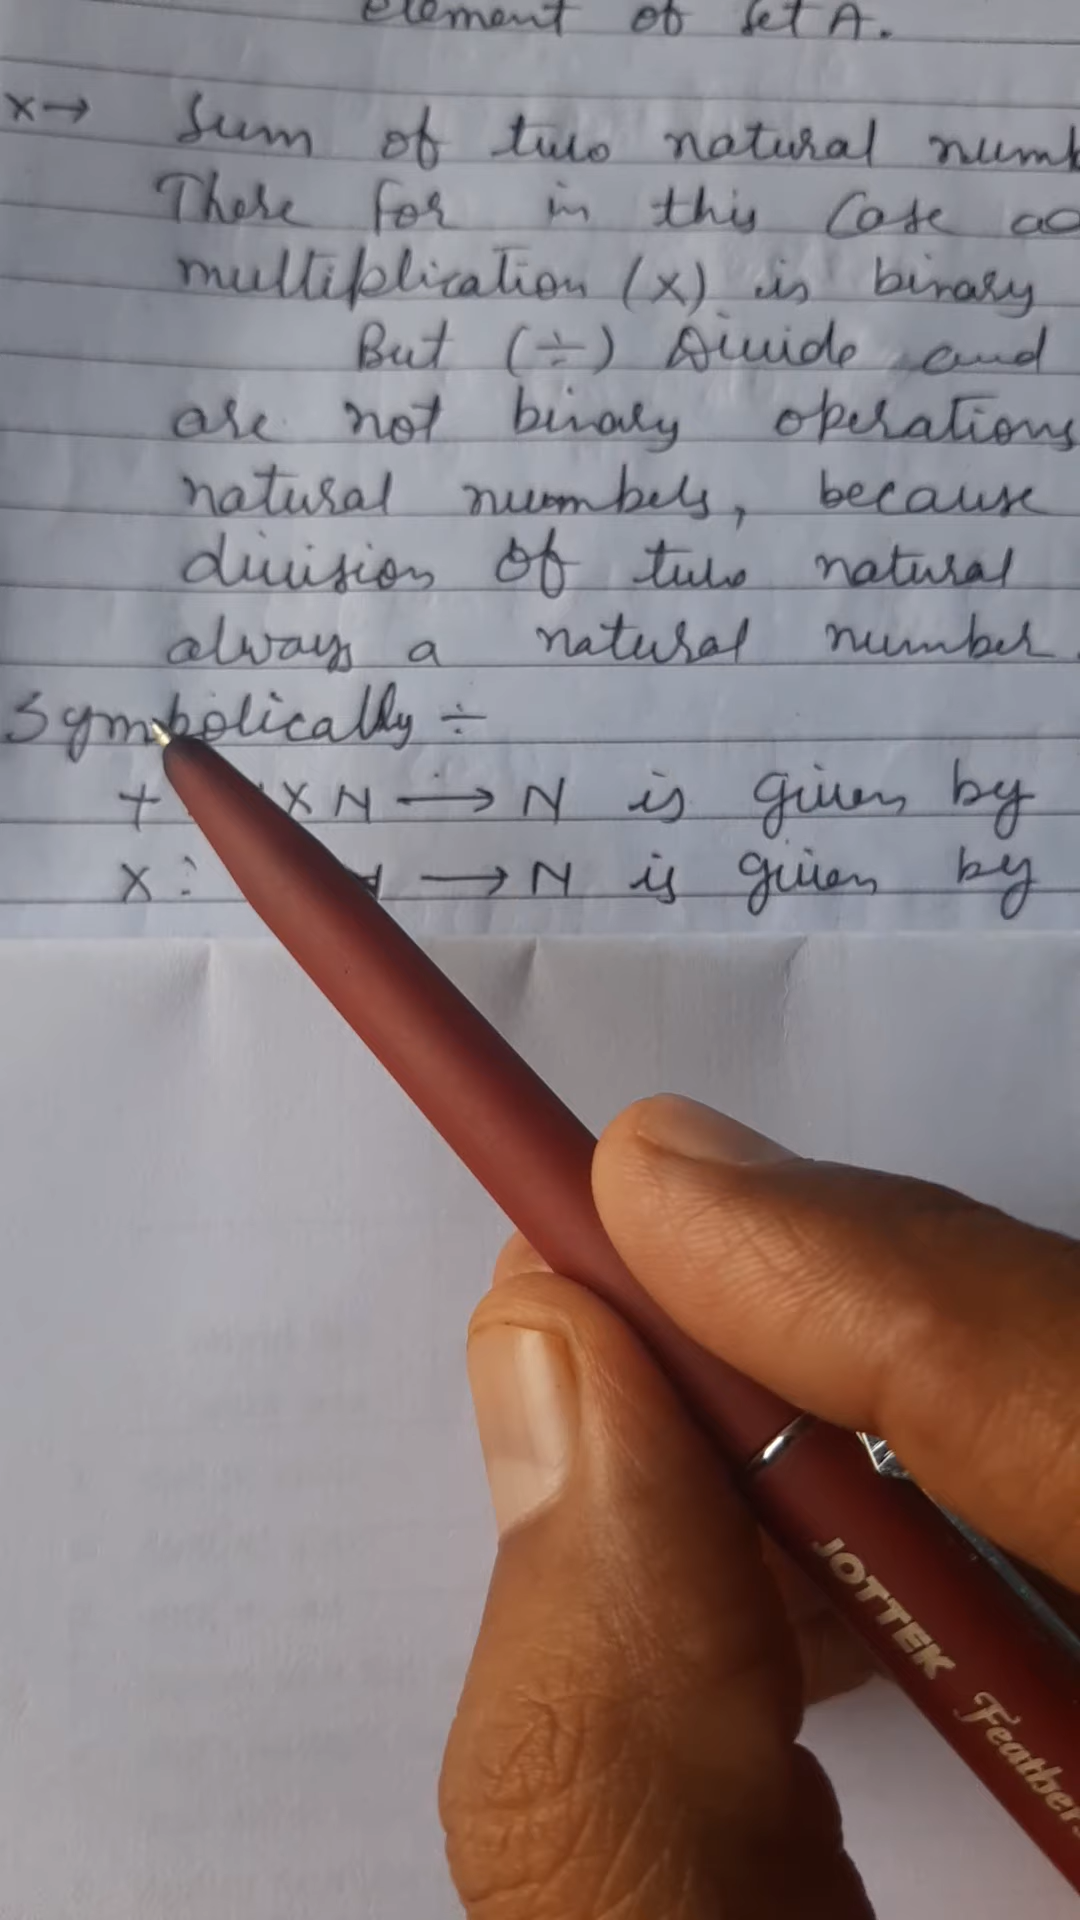 element of set A.
x→ Sum of two natural numb
There for in this Case ad
multiplication (x) is binary
But (÷) Divide and
are not binary operations
natural numbers, because
division of two natural
always a natural number.
Symbolically ÷
+ X N → N is given by
x : N → N is given by
JOTTEK Feather